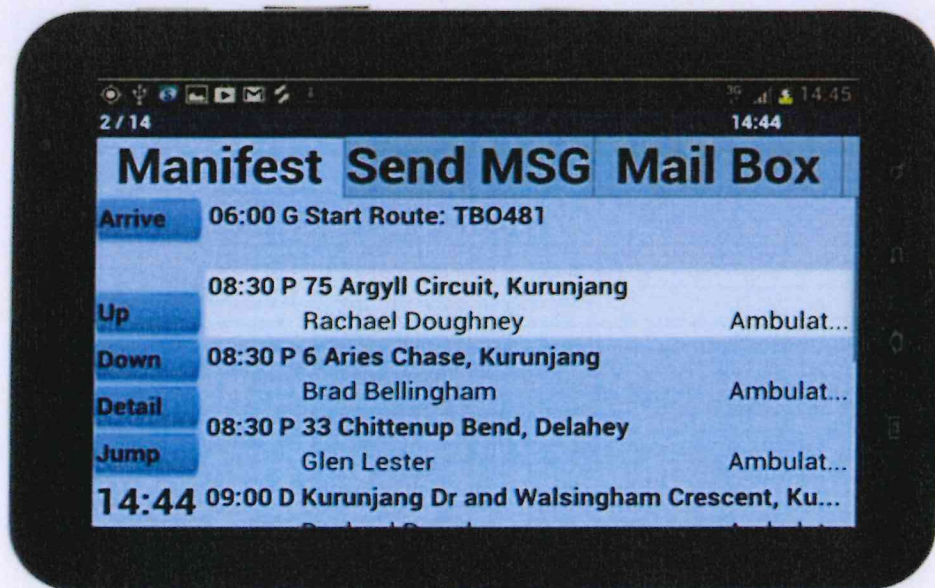 3G 14:45
2 / 14 14:44
Manifest Send MSG Mail Box
Arrive 06:00 G Start Route: TBO481
08:30 P 75 Argyll Circuit, Kurunjang
Up Rachael Doughney Ambulat...
Down 08:30 P 6 Aries Chase, Kurunjang
Brad Bellingham Ambulat...
Detail
08:30 P 33 Chittenup Bend, Delahey
Jump Glen Lester Ambulat...
14:44 09:00 D Kurunjang Dr and Walsingham Crescent, Ku...